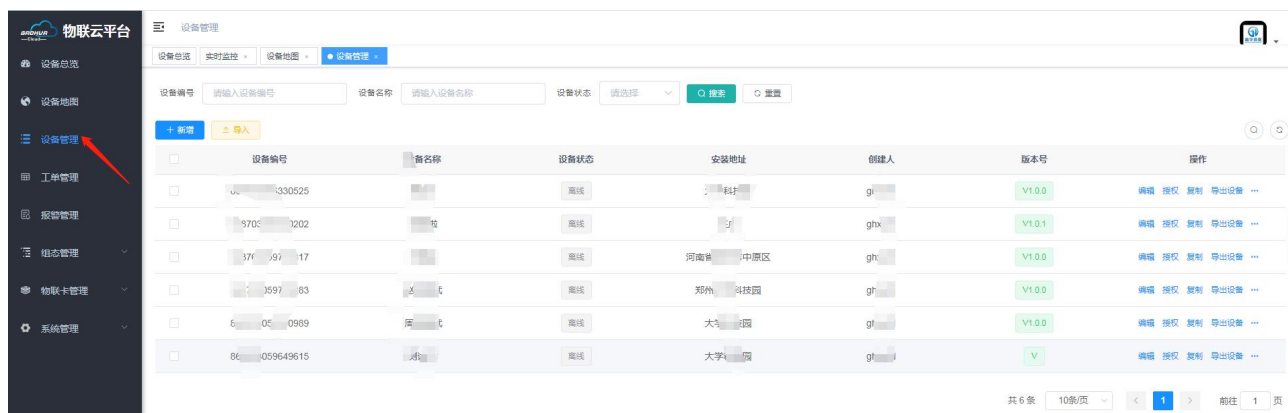 GAOHUA
Cloud
物联云平台
设备管理
设备总览 实时监控 × 设备地图 × 设备管理 ×
设备总览
设备地图
设备管理
工单管理
报警管理
组态管理
物联卡管理
系统管理
设备编号 请输入设备编号 设备名称 请输入设备名称 设备状态 请选择 搜索 重置
+ 新增 导入
设备编号 备名称 设备状态 安装地址 创建人 版本号 操作
330525 离线 科技 V1.0.0 编辑 授权 复制 导出设备 ···
8703 0202 离线 ghx V1.0.1 编辑 授权 复制 导出设备 ···
离线 河南省 中原区 gh V1.0.0 编辑 授权 复制 导出设备 ···
0597 83 离线 郑州 科技园 V1.0.0 编辑 授权 复制 导出设备 ···
8 05 0989 离线 大学 园 V1.0.0 编辑 授权 复制 导出设备 ···
86 059649615 离线 大学 园 V 编辑 授权 复制 导出设备 ···
共 6 条 10条/页 < 1 > 前往 1 页